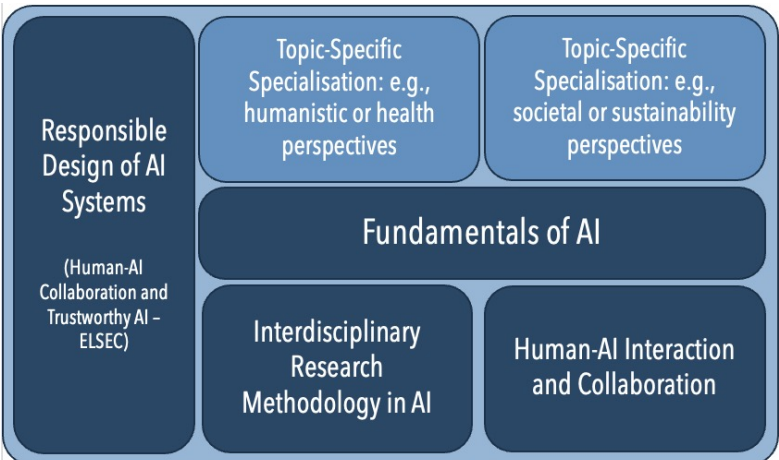 Responsible
Design of AI
Systems
(Human-AI
Collaboration and
Trustworthy AI –
ELSEC)
Topic-Specific
Specialisation: e.g.,
humanistic or health
perspectives
Topic-Specific
Specialisation: e.g.,
societal or sustainability
perspectives
Fundamentals of AI
Interdisciplinary
Research
Methodology in AI
Human-AI Interaction
and Collaboration